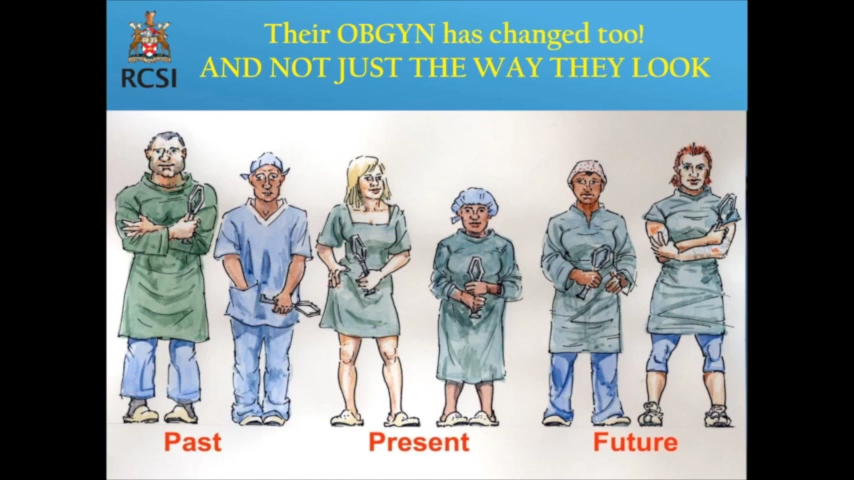 Their OBGYN has changed too!
AND NOT JUST THE WAY THEY LOOK
RCSI
Past
Present
Future